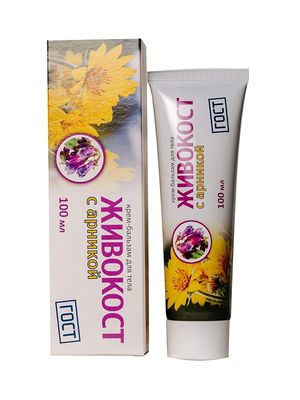 крем-бальзам для тела
ЖИВОКОСТ
с арникой
100 мл
ГОСТ
крем-бальзам для тела
ЖИВОКОСТ
с арникой
100 мл
ГОСТ